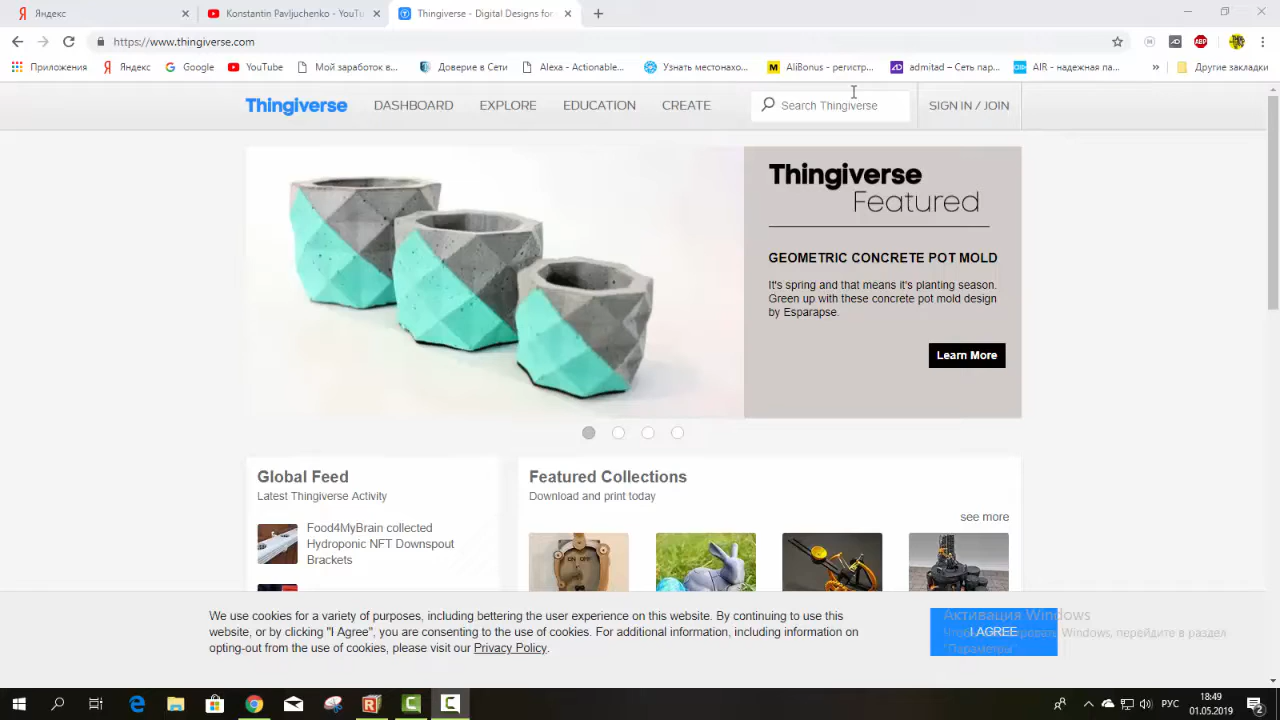 Яндекс
Konstantin Pavljuchenko - YouTu
Thingiverse - Digital Designs for
https://www.thingiverse.com
Приложения
Яндекс
Google
YouTube
Мой заработок в...
Доверие в Сети
Alexa - Actionable...
Узнать местонахо...
AliBonus - регистр...
admitad – Сеть пар...
AIR - надежная па...
»
Другие закладки
Thingiverse
DASHBOARD
EXPLORE
EDUCATION
CREATE
Search Thingiverse
SIGN IN / JOIN
Thingiverse
Featured
GEOMETRIC CONCRETE POT MOLD
It's spring and that means it's planting season.
Green up with these concrete pot mold design
by Esparapse.
Learn More
Global Feed
Latest Thingiverse Activity
Food4MyBrain collected
Hydroponic NFT Downspout
Brackets
Featured Collections
Download and print today
see more
ON OFF
We use cookies for a variety of purposes, including bettering the user experience on this website. By continuing to use this
website, or by clicking "I Agree", you are consenting to the use of cookies. For additional information, including information on
opting-out from the use of cookies, please visit our Privacy Policy.
I AGREE
Активация Windows
Windows, перейдите в раздел
"Параметры"
РУС
18:49
01.05.2019
2